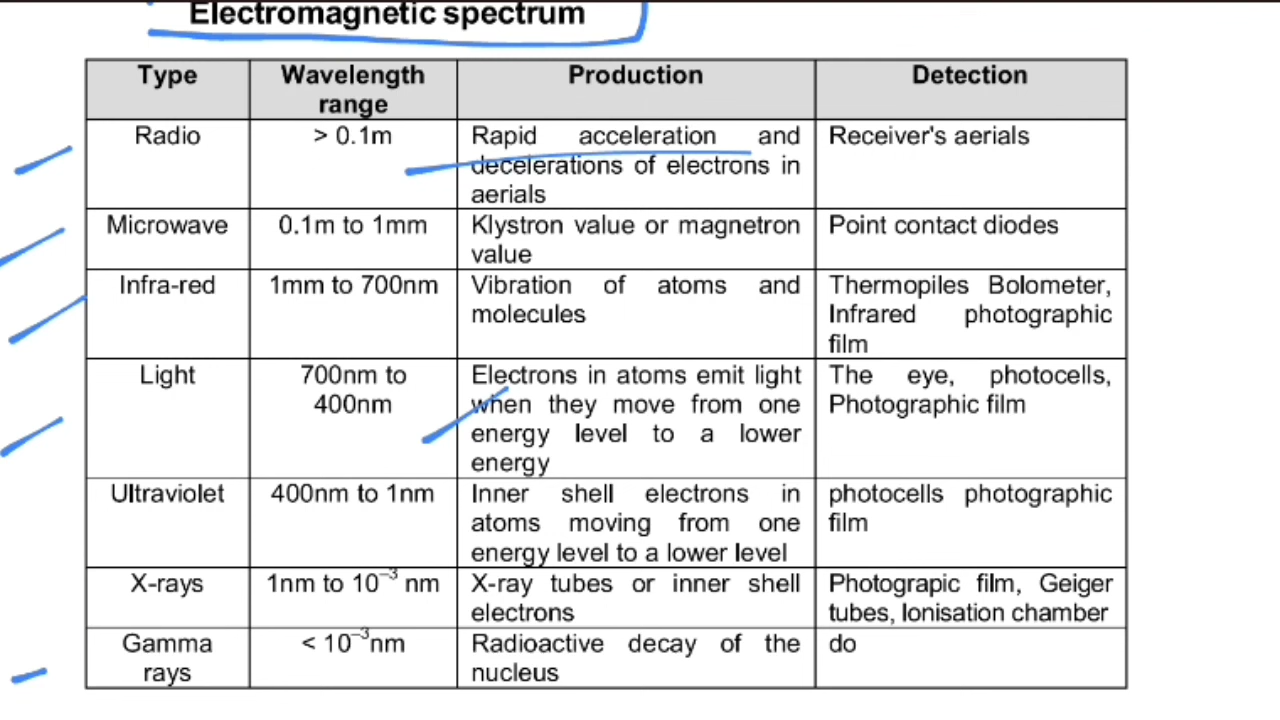 Electromagnetic spectrum
Type Wavelength range Production Detection
Radio > 0.1m Rapid acceleration and decelerations of electrons in aerials Receiver's aerials
Microwave 0.1m to 1mm Klystron value or magnetron value Point contact diodes
Infra-red 1mm to 700nm Vibration of atoms and molecules Thermopiles Bolometer, Infrared photographic film
Light 700nm to 400nm Electrons in atoms emit light when they move from one energy level to a lower energy The eye, photocells, Photographic film
Ultraviolet 400nm to 1nm Inner shell electrons in atoms moving from one energy level to a lower level photocells photographic film
X-rays 1nm to 10⁻³ nm X-ray tubes or inner shell electrons Photograpic film, Geiger tubes, Ionisation chamber
Gamma rays < 10⁻³nm Radioactive decay of the nucleus do